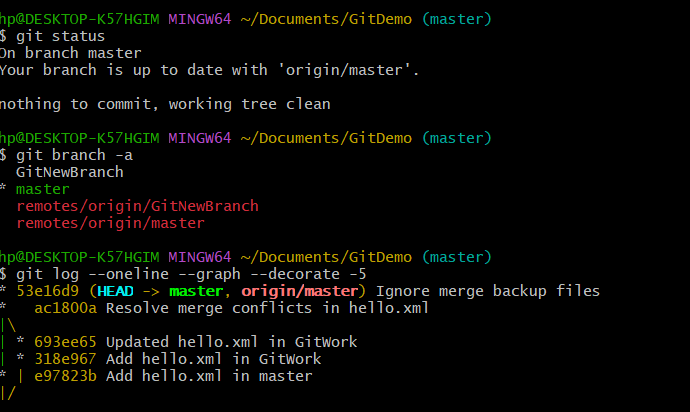 hp@DESKTOP-K57HGIM MINGW64 ~/Documents/GitDemo (master)
$ git status
On branch master
Your branch is up to date with 'origin/master'.
nothing to commit, working tree clean
hp@DESKTOP-K57HGIM MINGW64 ~/Documents/GitDemo (master)
$ git branch -a
  GitNewBranch
* master
  remotes/origin/GitNewBranch
  remotes/origin/master
hp@DESKTOP-K57HGIM MINGW64 ~/Documents/GitDemo (master)
$ git log --oneline --graph --decorate -5
* 53e16d9 (HEAD -> master, origin/master) Ignore merge backup files
*   ac1800a Resolve merge conflicts in hello.xml
|\
| * 693ee65 Updated hello.xml in GitWork
| * 318e967 Add hello.xml in GitWork
* | e97823b Add hello.xml in master
|/